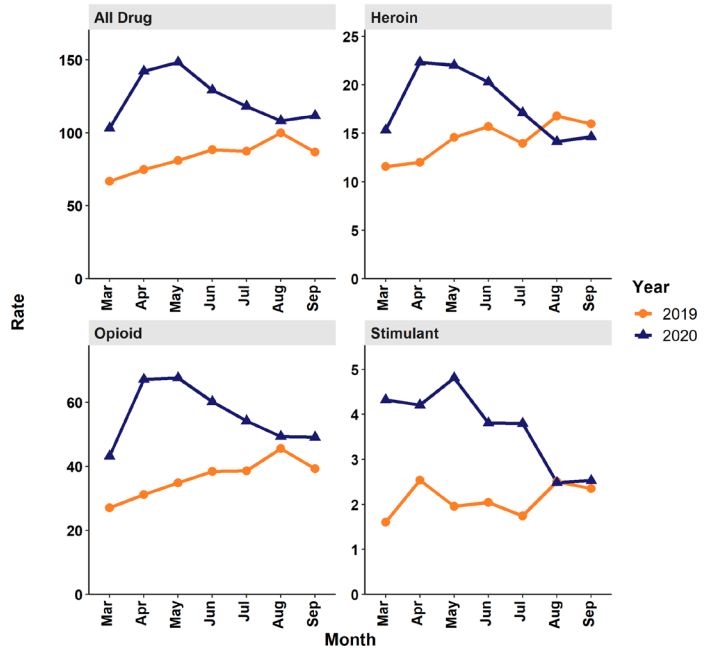 All Drug
150
100
50
0
Mar
Apr
May
Jun
Jul
Aug
Sep
Heroin
25
20
15
10
5
0
Mar
Apr
May
Jun
Jul
Aug
Sep
Rate
Opioid
60
40
20
0
Mar
Apr
May
Jun
Jul
Aug
Sep
Stimulant
5
4
3
2
1
0
Mar
Apr
May
Jun
Jul
Aug
Sep
Month
Year
2019
2020